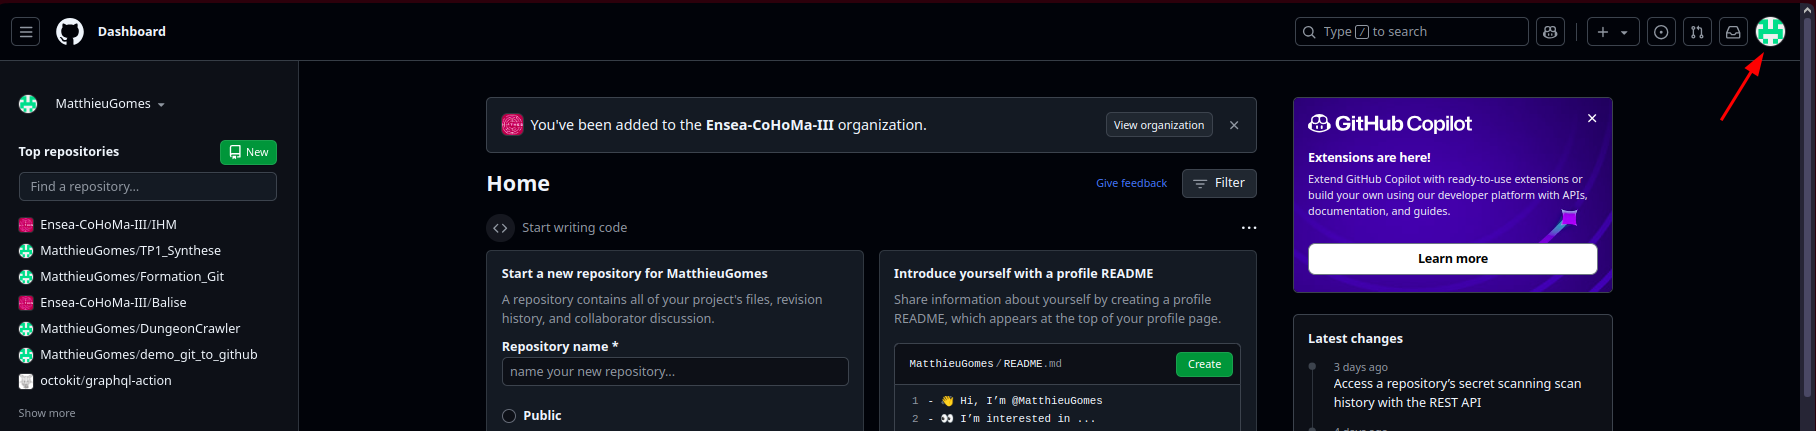 Dashboard
Type / to search
MatthieuGomes
Top repositories
New
Find a repository...
Ensea-CoHoMa-III/IHM
MatthieuGomes/TP1_Synthese
MatthieuGomes/Formation_Git
Ensea-CoHoMa-III/Balise
MatthieuGomes/DungeonCrawler
MatthieuGomes/demo_git_to_github
octokit/graphql-action
Show more
You've been added to the Ensea-CoHoMa-III organization.
View organization
Home
Give feedback
Filter
Start writing code
Start a new repository for MatthieuGomes
A repository contains all of your project's files, revision
history, and collaborator discussion.
Repository name *
name your new repository...
Public
Introduce yourself with a profile README
Share information about yourself by creating a profile
README, which appears at the top of your profile page.
MatthieuGomes/README.md
Create
1 - 👋 Hi, I’m @MatthieuGomes
2 - 👀 I’m interested in ...
GitHub Copilot
Extensions are here!
Extend GitHub Copilot with ready-to-use extensions or
build your own using our developer platform with APIs,
documentation, and guides.
Learn more
Latest changes
3 days ago
Access a repository’s secret scanning scan
history with the REST API